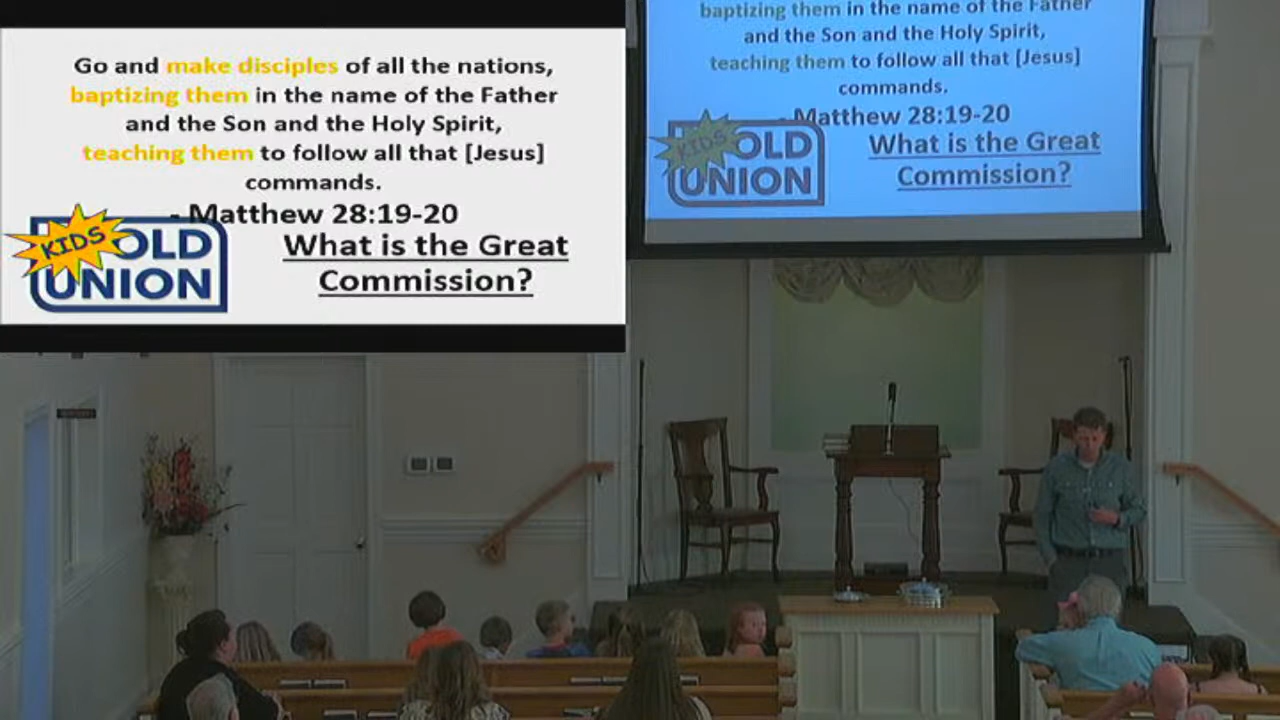 Go and make disciples of all the nations,
baptizing them in the name of the Father
and the Son and the Holy Spirit,
teaching them to follow all that [Jesus]
commands.
- Matthew 28:19-20
KIDS OLD
UNION
What is the Great
Commission?
baptizing them in the name of the Father
and the Son and the Holy Spirit,
teaching them to follow all that [Jesus]
commands.
- Matthew 28:19-20
KIDS OLD
UNION
What is the Great
Commission?